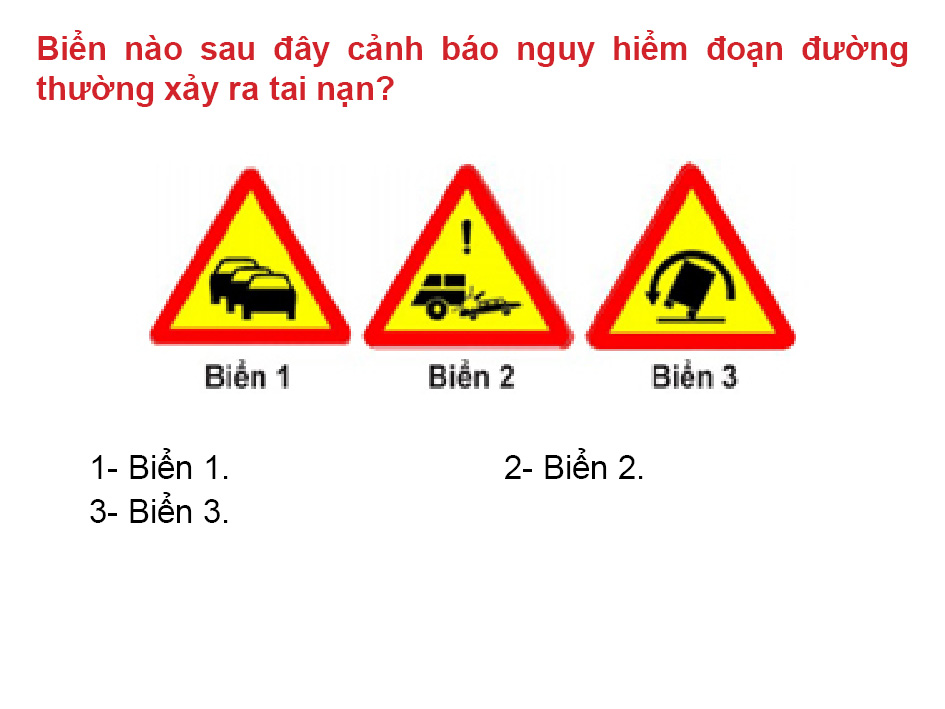 Biển nào sau đây cảnh báo nguy hiểm đoạn đường
thường xảy ra tai nạn?
!
Biển 1 Biển 2 Biển 3
1- Biển 1. 2- Biển 2.
3- Biển 3.